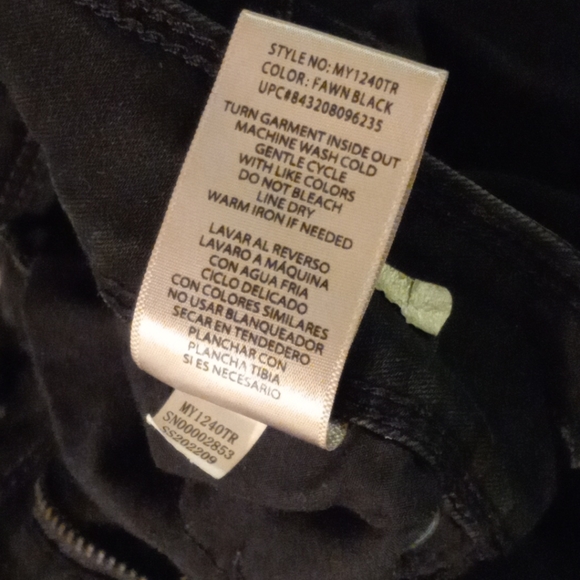 STYLE NO: MY1240TR
COLOR: FAWN BLACK
UPC#843208096235
TURN GARMENT INSIDE OUT
MACHINE WASH COLD
GENTLE CYCLE
WITH LIKE COLORS
DO NOT BLEACH
LINE DRY
WARM IRON IF NEEDED
LAVAR AL REVERSO
LAVARO A MÁQUINA
CON AGUA FRIA
CICLO DELICADO
CON COLORES SIMILARES
NO USAR BLANQUEADOR
SECAR EN TENDEDERO
PLANCHAR CON
PLANCHA TIBIA
SI ES NECESARIO
MY1240TR
SN00002853
SS202209